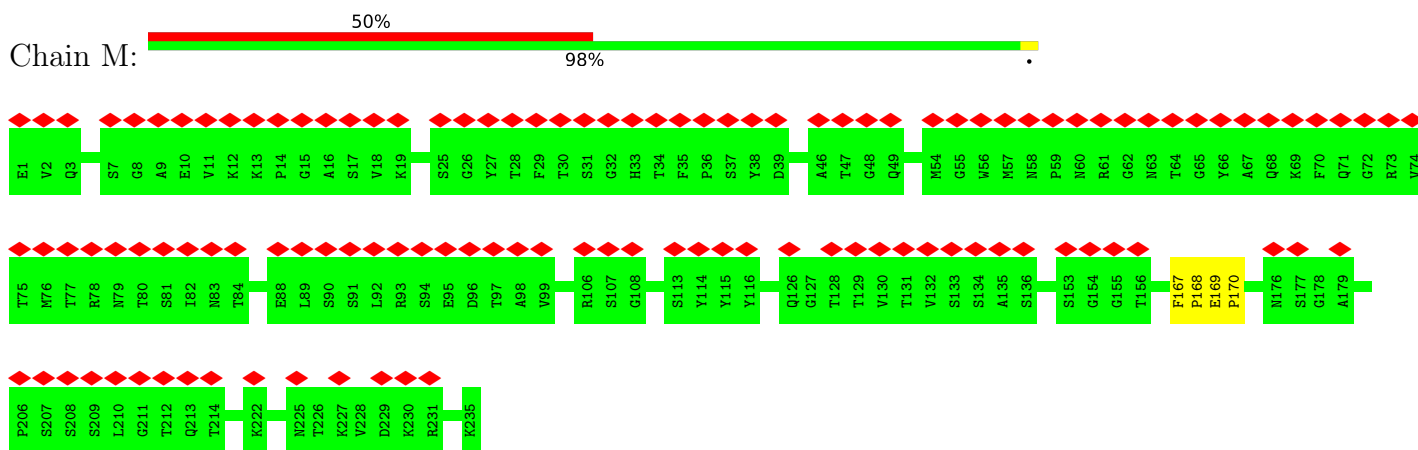 50%
Chain M:
98%
E1 V2 Q3 S7 G8 A9 E10 V11 K12 K13 P14 G15 A16 S17 V18 K19 S25 G26 Y27 T28 F29 T30 S31 G32 H33 T34 F35 P36 S37 Y38 D39 A46 T47 G48 Q49 M54 G55 W56 M57 N58 P59 N60 R61 G62 N63 T64 G65 Y66 A67 Q68 K69 F70 Q71 G72 R73 V74
T75 M76 T77 R78 N79 T80 S81 I82 N83 T84 E88 L89 S90 S91 L92 R93 S94 E95 D96 T97 A98 V99 R106 S107 G108 S113 Y114 Y115 Y116 Q126 G127 T128 T129 V130 T131 V132 S133 S134 A135 S136 S153 G154 G155 T156 F167 P168 E169 P170 N176 S177 G178 A179
P206 S207 S208 S209 L210 G211 T212 Q213 T214 K222 N225 T226 K227 V228 D229 K230 R231 K235